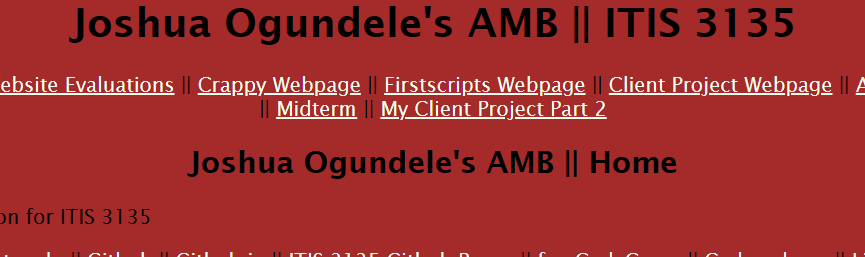 Joshua Ogundele's AMB || ITIS 3135
ebsite Evaluations || Crappy Webpage || Firstscripts Webpage || Client Project Webpage || A
|| Midterm || My Client Project Part 2
Joshua Ogundele's AMB || Home
on for ITIS 3135